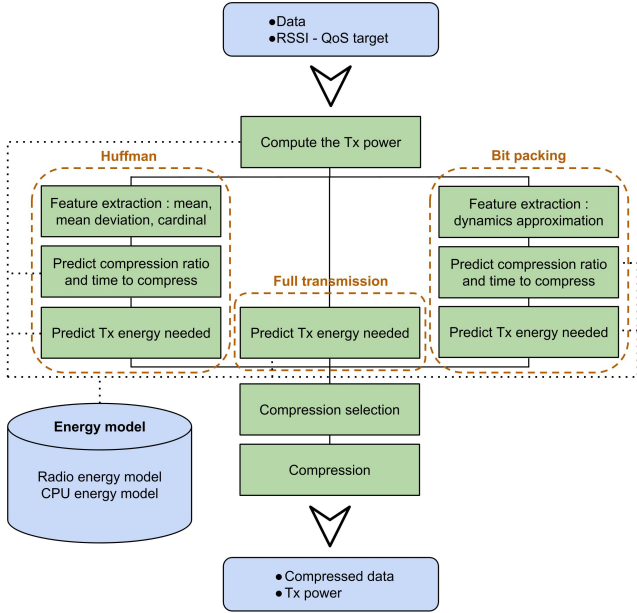 ●Data
●RSSI - QoS target
Compute the Tx power
Huffman
Bit packing
Feature extraction : mean,
mean deviation, cardinal
Feature extraction :
dynamics approximation
Predict compression ratio
and time to compress
Predict compression ratio
and time to compress
Full transmission
Predict Tx energy needed
Predict Tx energy needed
Predict Tx energy needed
Compression selection
Energy model
Compression
Radio energy model
CPU energy model
●Compressed data
●Tx power